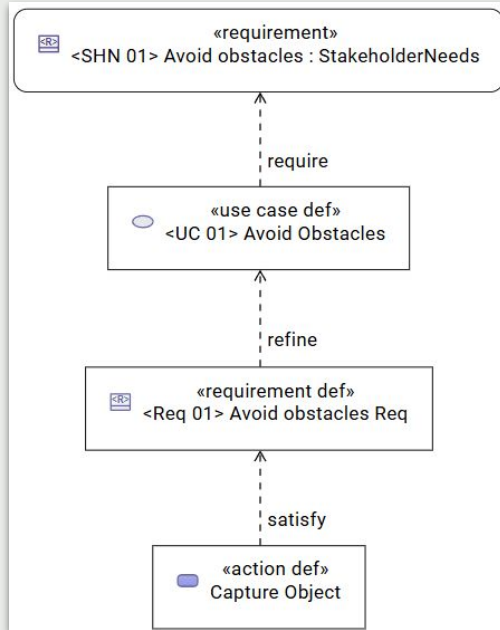 «requirement»
<R> <SHN 01> Avoid obstacles : StakeholderNeeds
require
«use case def»
<UC 01> Avoid Obstacles
refine
«requirement def»
<R> <Req 01> Avoid obstacles Req
satisfy
«action def»
Capture Object